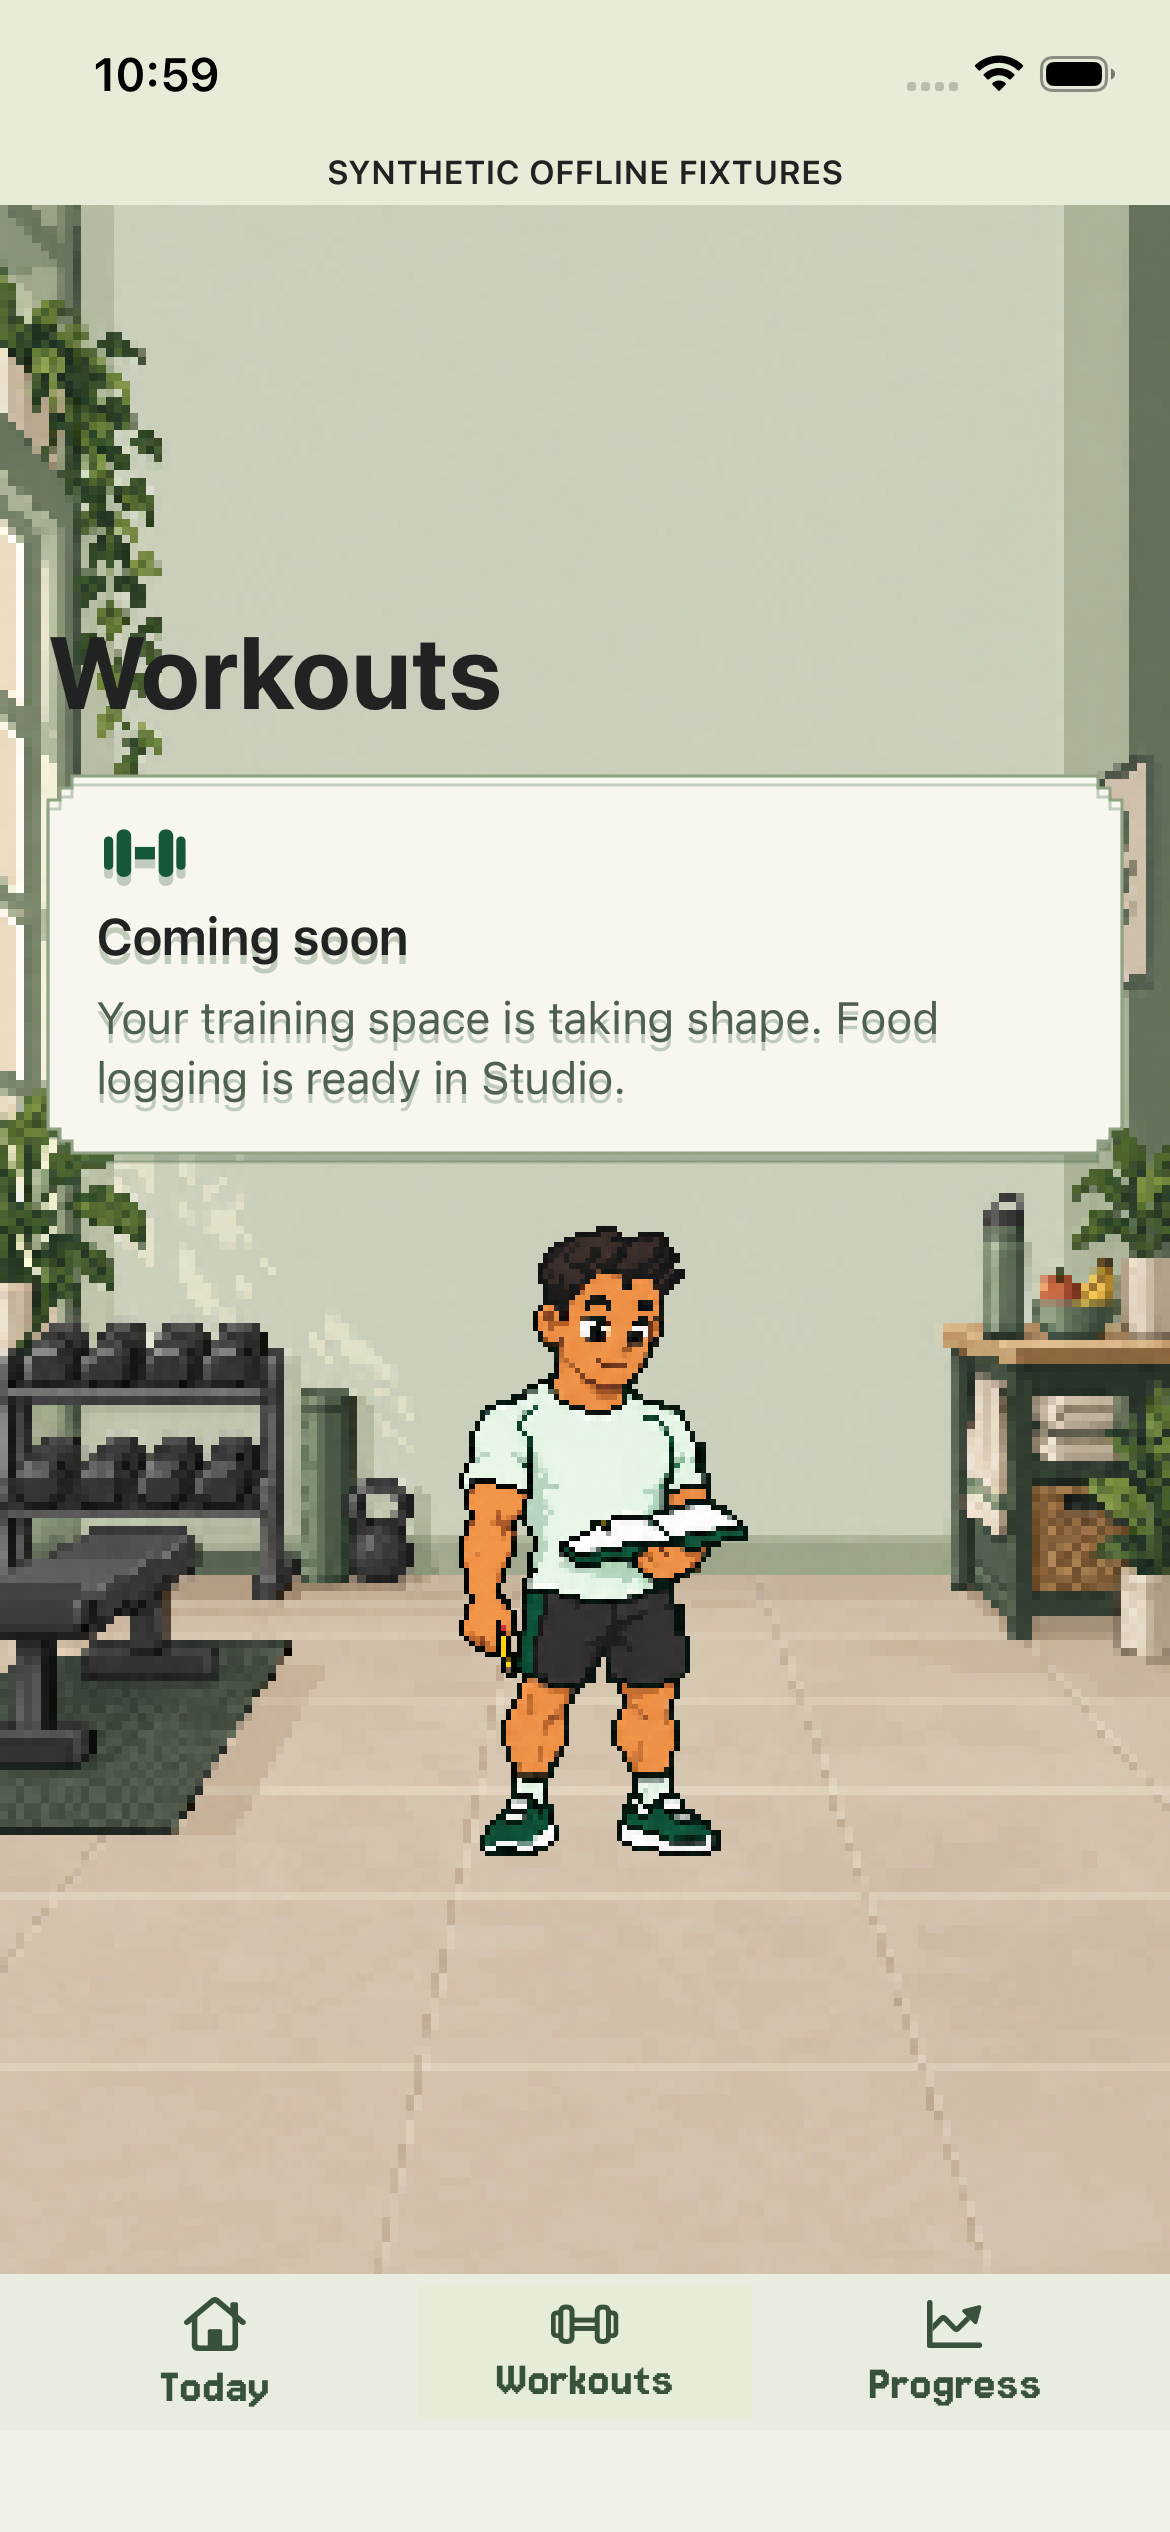 10:59
SYNTHETIC OFFLINE FIXTURES
Workouts
Coming soon
Your training space is taking shape. Food
logging is ready in Studio.
Today
Workouts
Progress